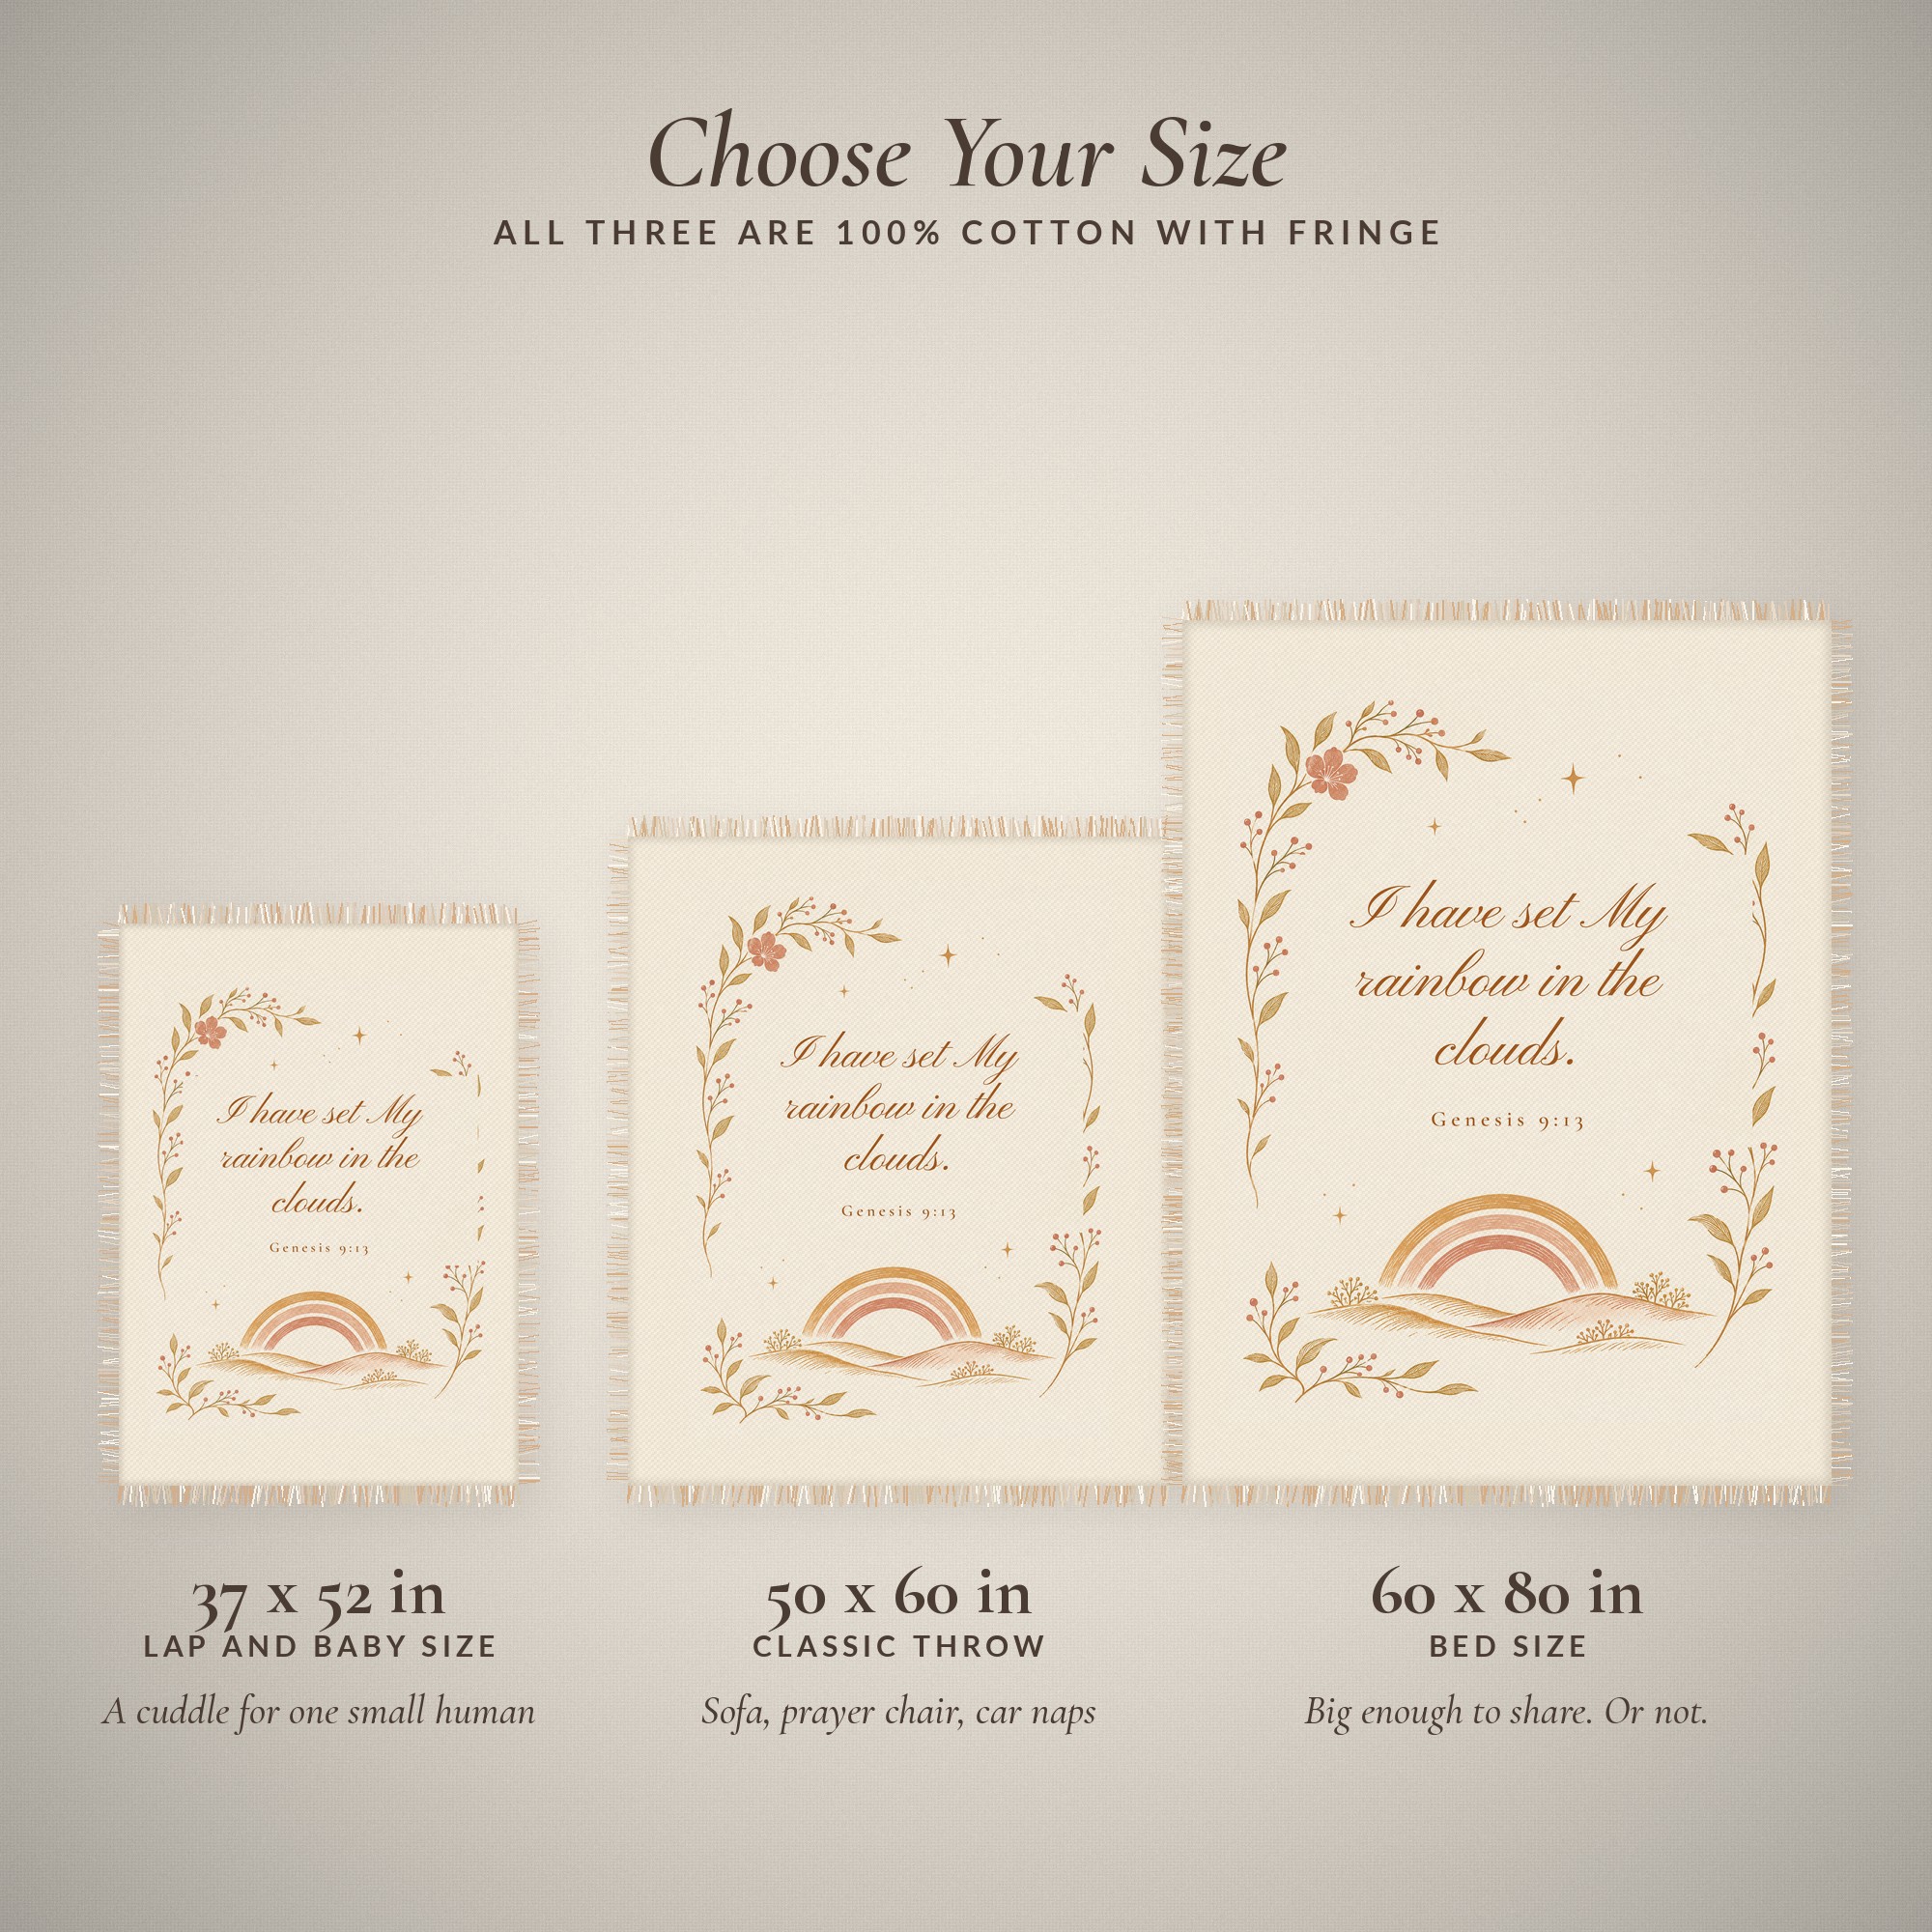 Choose Your Size
ALL THREE ARE 100% COTTON WITH FRINGE
I have set My
rainbow in the
clouds.
Genesis 9:13
I have set My
rainbow in the
clouds.
Genesis 9:13
I have set My
rainbow in the
clouds.
Genesis 9:13
37 x 52 in
LAP AND BABY SIZE
A cuddle for one small human
50 x 60 in
CLASSIC THROW
Sofa, prayer chair, car naps
60 x 80 in
BED SIZE
Big enough to share. Or not.